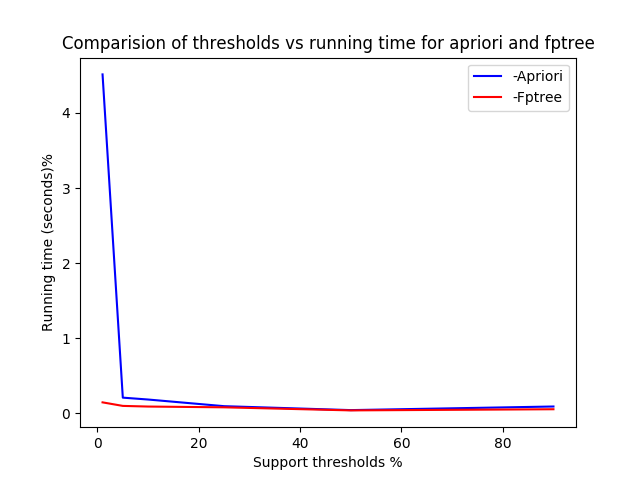 Comparision of thresholds vs running time for apriori and fptree
-Apriori
-Fptree
Running time (seconds)%
4
3
2
1
0
0 20 40 60 80
Support thresholds %